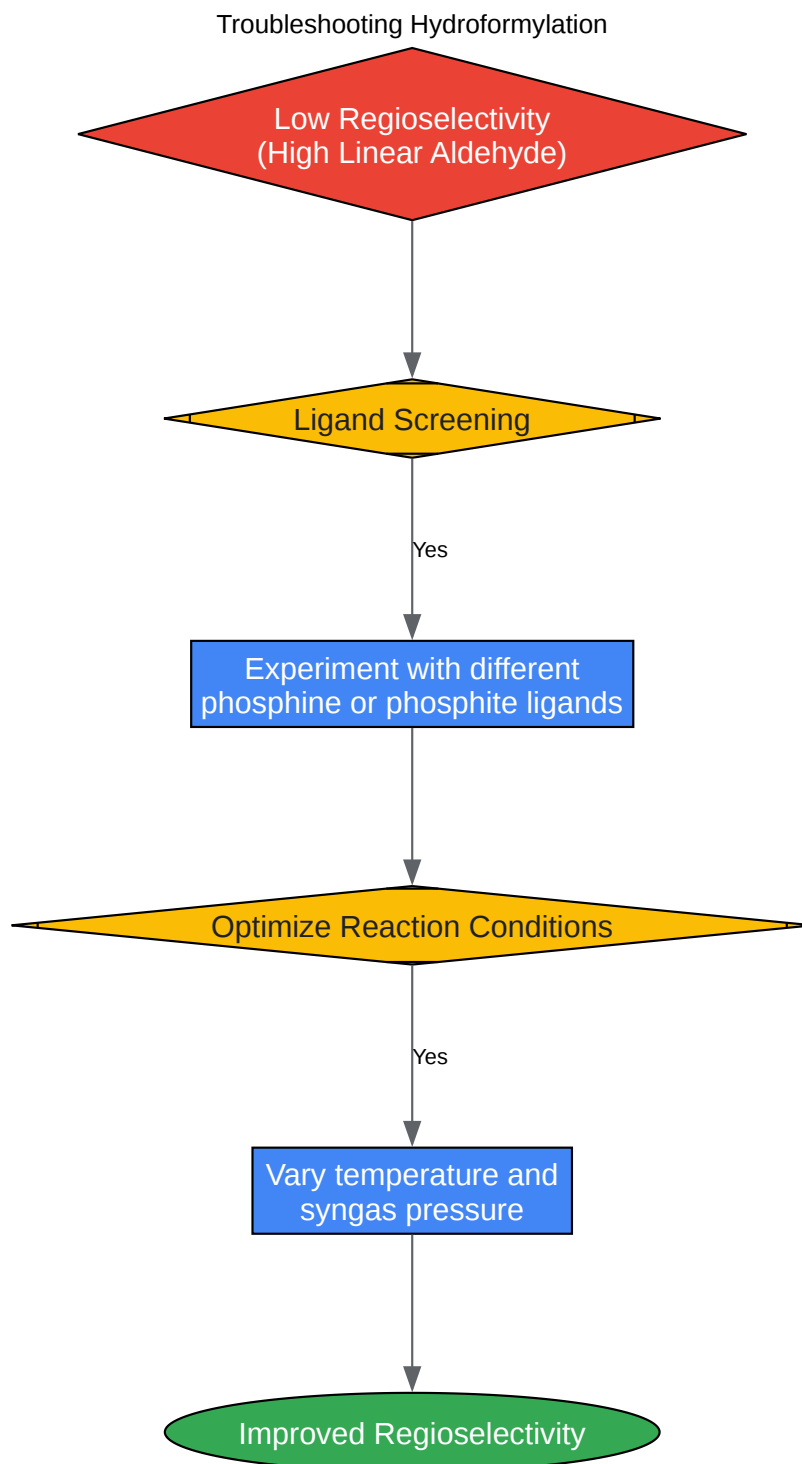 Troubleshooting Hydroformylation
Low Regioselectivity
(High Linear Aldehyde)
Ligand Screening
Yes
Experiment with different
phosphine or phosphite ligands
Optimize Reaction Conditions
Yes
Vary temperature and
syngas pressure
Improved Regioselectivity